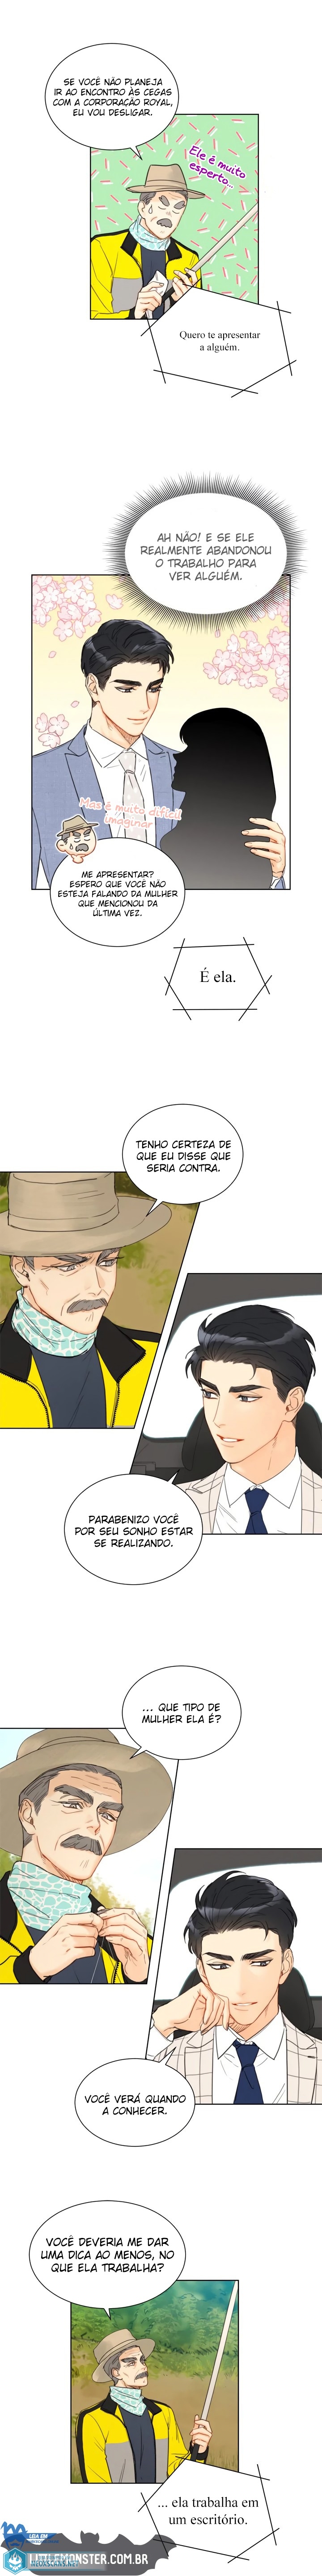 SE VOCÊ NÃO PLANEJA
IR AO ENCONTRO ÀS CEGAS
COM A CORPORAÇÃO ROYAL,
EU VOU DESLIGAR.
Ele é muito
esperto...
Quero te apresentar
a alguém.
AH NÃO! E SE ELE
REALMENTE ABANDONOU
O TRABALHO PARA
VER ALGUÉM.
Mas é muito difícil
imaginar
ME APRESENTAR?
ESPERO QUE VOCÊ NÃO
ESTEJA FALANDO DA MULHER
QUE MENCIONOU DA
ÚLTIMA VEZ.
É ela.
TENHO CERTEZA DE
QUE EU DISSE QUE
SERIA CONTRA.
PARABENIZO VOCÊ
POR SEU SONHO ESTAR
SE REALIZANDO.
... QUE TIPO DE
MULHER ELA É?
VOCÊ VERÁ QUANDO
A CONHECER.
VOCÊ DEVERIA ME DAR
UMA DICA AO MENOS, NO
QUE ELA TRABALHA?
... ela trabalha em
um escritório.
LEIA EM
NEOXSCANS.NET
LITTLEMONSTER.COM.BR